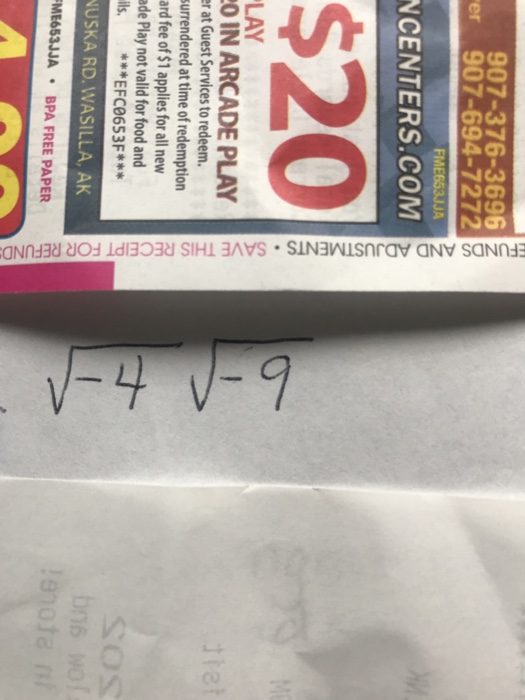 907-376-3696
907-694-7272
FME653JJA
NCENTERS.COM
$20
LAY
20 IN ARCADE PLAY
er at Guest Services to redeem.
surrendered at time of redemption
ard fee of $1 applies for all new
ade Play not valid for food and
ils. ***EFC0653F***
NUSKA RD. WASILLA, AK
FME653JJA • BPA FREE PAPER
EFUNDS AND ADJUSTMENTS • SAVE THIS RECEIPT FOR REFUNDS
√-4 √-9